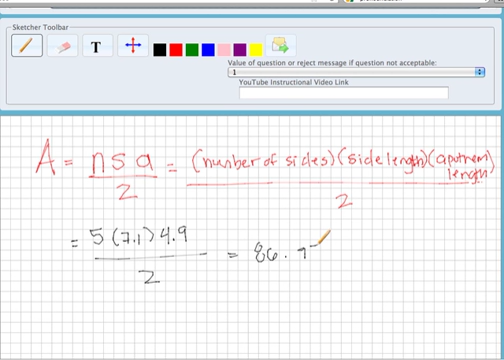 Sketcher Toolbar
T
Value of question or reject message if question not acceptable:
-1
YouTube Instructional Video Link
A = nsa/2 = (number of sides)(side length)(apothem length)/2
= 5(7.1)4.9/2 = 86.9